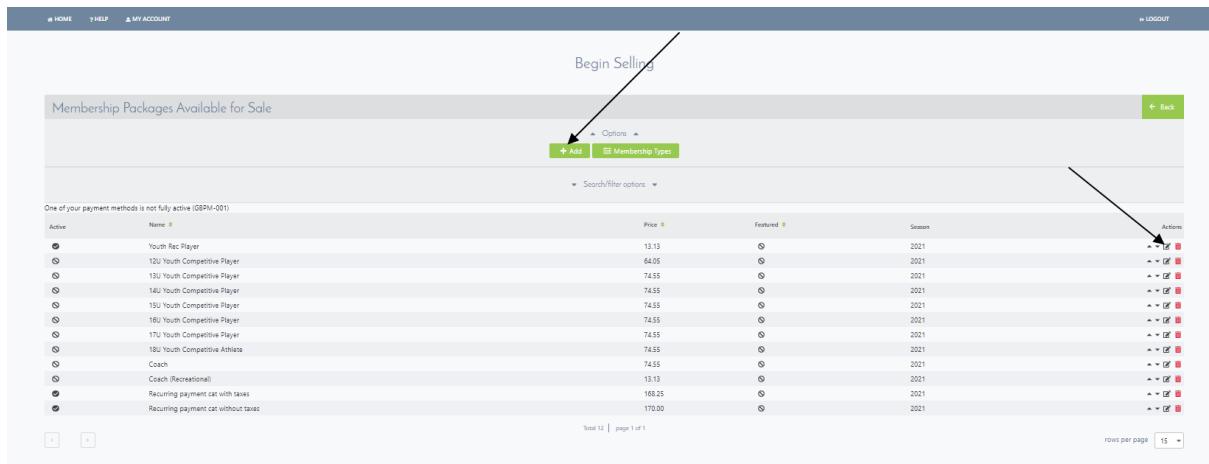 HOME ? HELP MY ACCOUNT LOGOUT
Begin Selling
Membership Packages Available for Sale ← Back
Options
+ Add Membership Types
Search/filter options
One of your payment methods is not fully active (GBPM-001)
Active Name Price Featured Season Actions
Youth Rec Player 13.13 2021
12U Youth Competitive Player 64.05 2021
13U Youth Competitive Player 74.55 2021
14U Youth Competitive Player 74.55 2021
15U Youth Competitive Player 74.55 2021
16U Youth Competitive Player 74.55 2021
17U Youth Competitive Player 74.55 2021
18U Youth Competitive Athlete 74.55 2021
Coach 74.55 2021
Coach (Recreational) 13.13 2021
Recurring payment cat with taxes 168.25 2021
Recurring payment cat without taxes 170.00 2021
Total 12 | page 1 of 1
‹ › rows per page 15